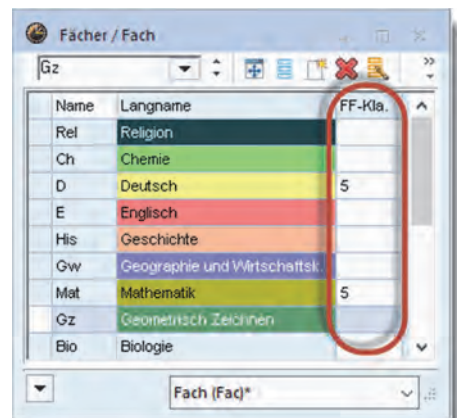 Fächer / Fach
Gz
Name Langname FF-Kla.
Rel Religion
Ch Chemie
D Deutsch 5
E Englisch
His Geschichte
Gw Geographie und Wirtschaftsk.
Mat Mathematik 5
Gz Geometrisch Zeichnen
Bio Biologie
Fach (Fac)*